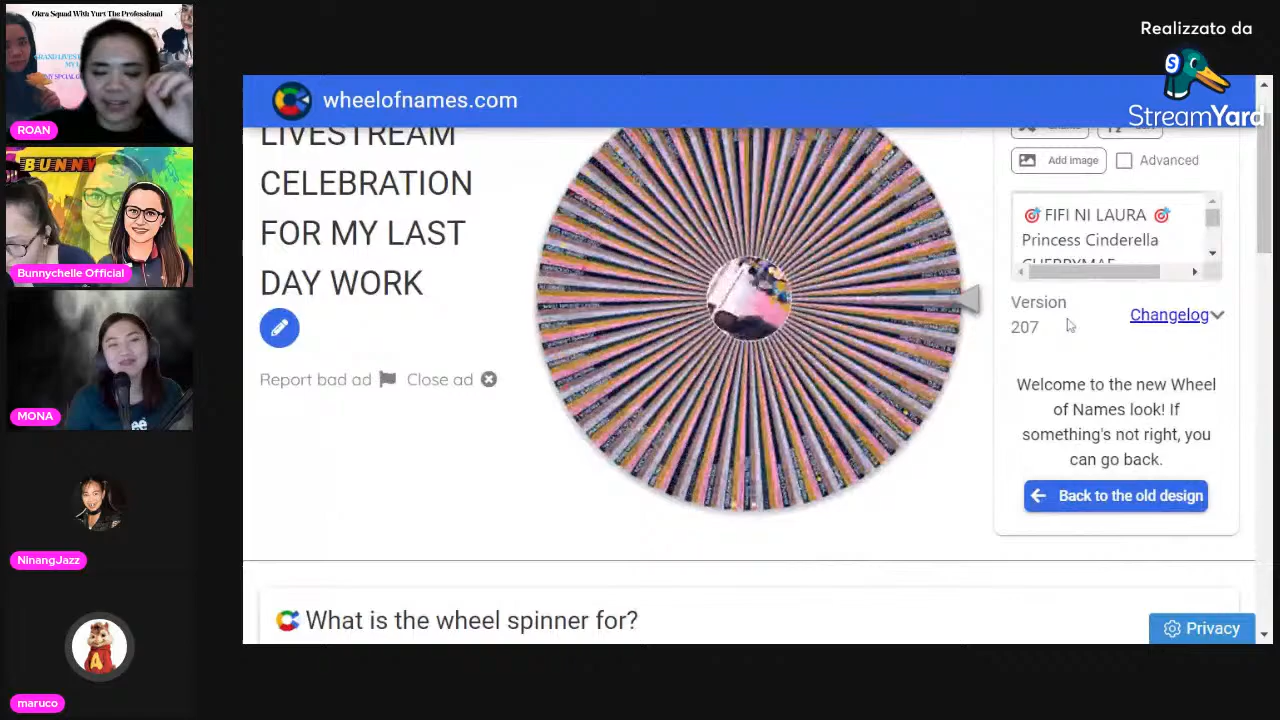 Okra Squad With Yurt The Professional
ROAN
BUNNY
Bunnychelle Official
MONA
NinangJazz
A
maruco
Realizzato da
S
StreamYard
wheelofnames.com
LIVESTREAM
CELEBRATION
FOR MY LAST
DAY WORK
Report bad ad
Close ad
Add image
Advanced
🎯 FIFI NI LAURA 🎯
Princess Cinderella
CHERRYMAE
Version
207
Changelog
Welcome to the new Wheel
of Names look! If
something's not right, you
can go back.
Back to the old design
What is the wheel spinner for?
Privacy